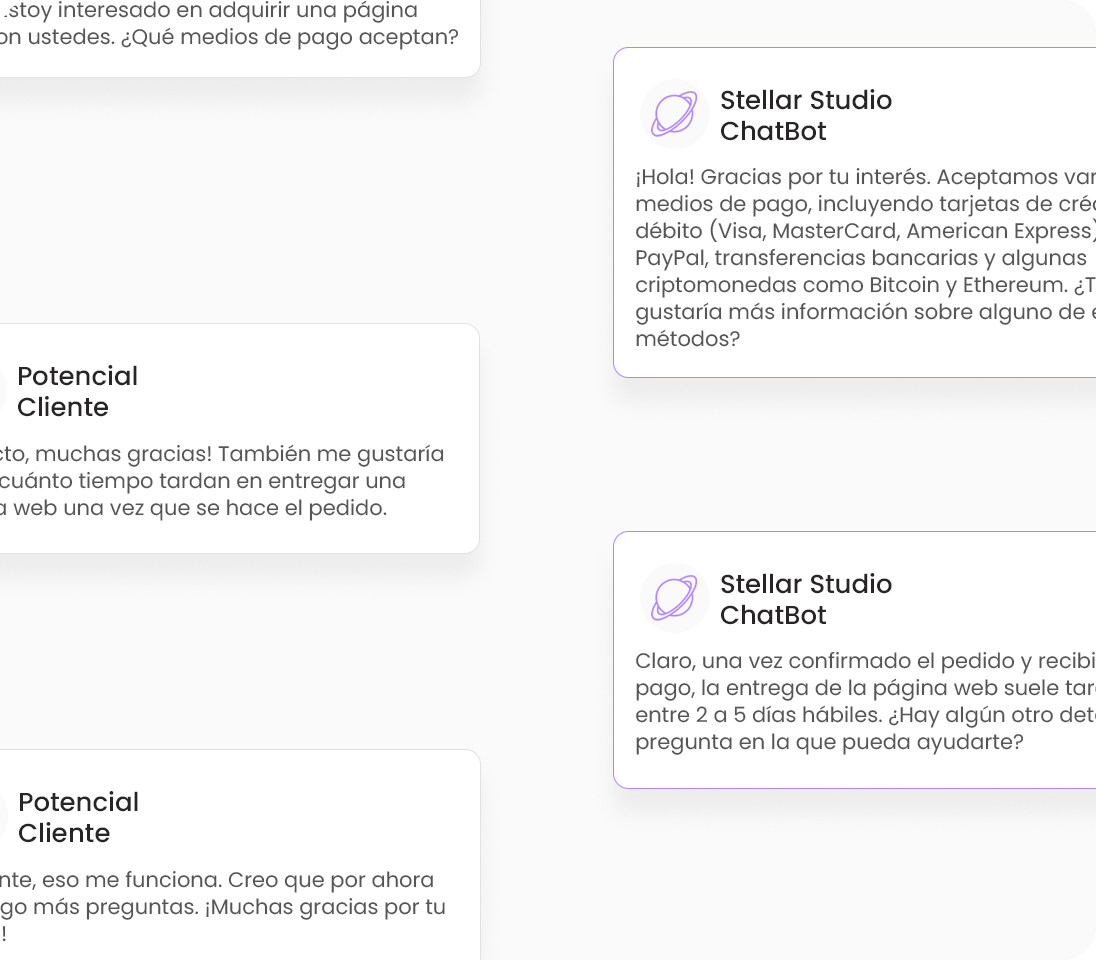 estoy interesado en adquirir una página
on ustedes. ¿Qué medios de pago aceptan?
Stellar Studio
ChatBot
¡Hola! Gracias por tu interés. Aceptamos var
medios de pago, incluyendo tarjetas de créd
débito (Visa, MasterCard, American Express)
PayPal, transferencias bancarias y algunas
criptomonedas como Bitcoin y Ethereum. ¿T
gustaría más información sobre alguno de e
métodos?
Potencial
Cliente
cto, muchas gracias! También me gustaría
cuánto tiempo tardan en entregar una
a web una vez que se hace el pedido.
Stellar Studio
ChatBot
Claro, una vez confirmado el pedido y recibi
pago, la entrega de la página web suele tar
entre 2 a 5 días hábiles. ¿Hay algún otro det
pregunta en la que pueda ayudarte?
Potencial
Cliente
nte, eso me funciona. Creo que por ahora
go más preguntas. ¡Muchas gracias por tu
!